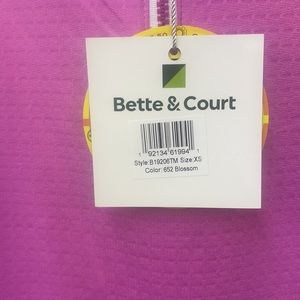 Bette & Court
1 92134 61994 1
Style:B19206TM Size:XS
Color: 652 Blossom